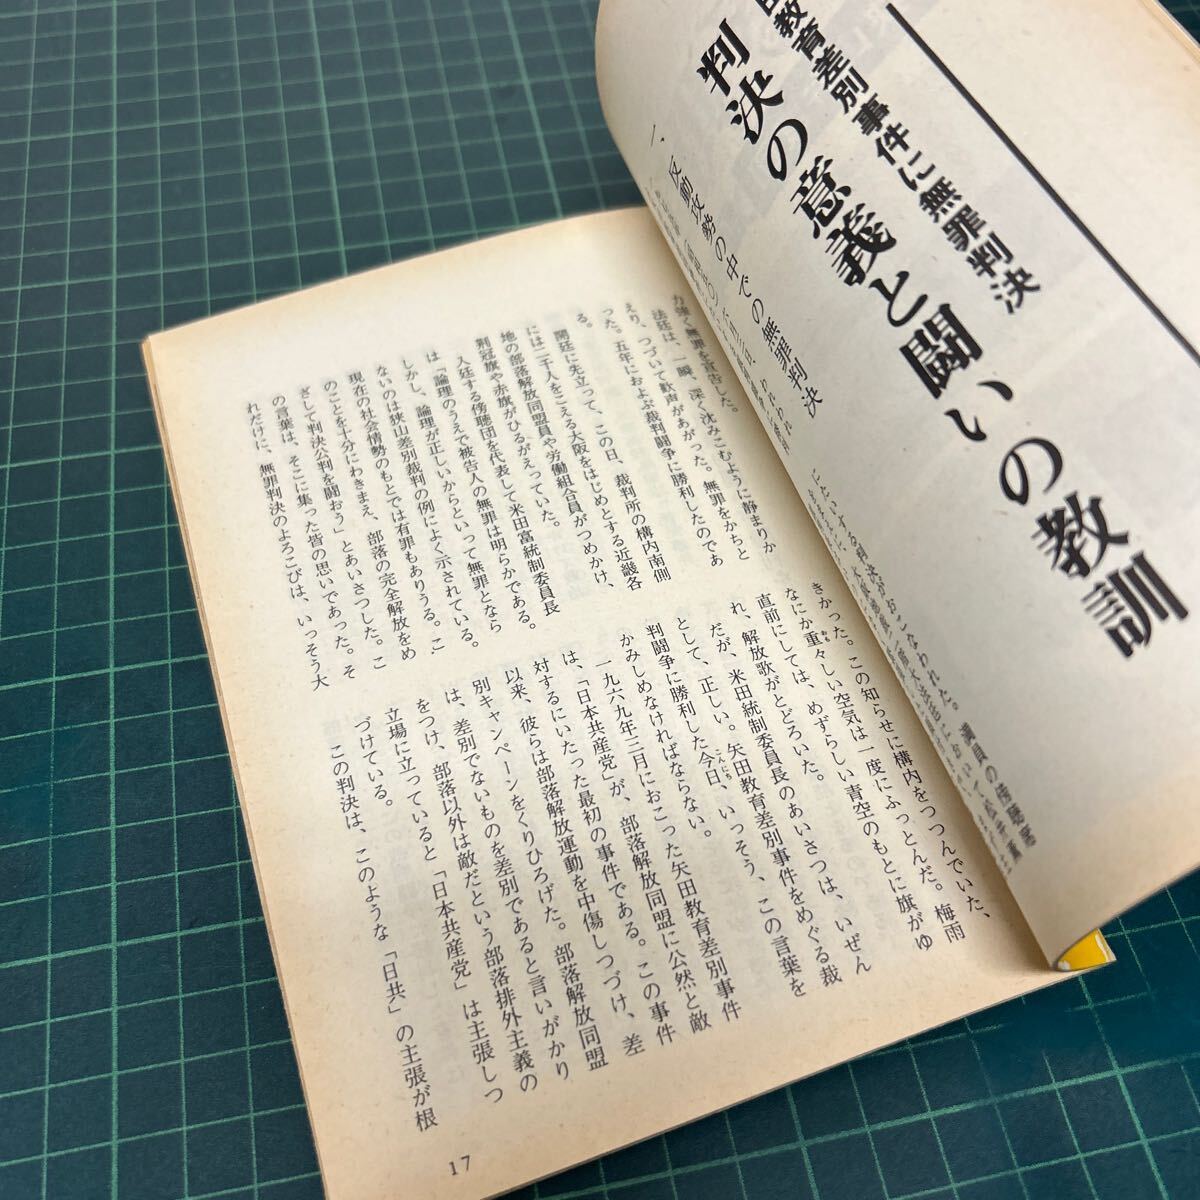 教育差別事件に無罪判決
判決の意義と闘いの教訓
一、反動攻勢の中での無罪判決
にたいする判決がおこなわれた。満員の傍聴席
力強く無罪を宣告した。
法廷は、一瞬、深く沈みこむように静まりか
えり、つづいて歓声があがった。無罪をかちと
った。五年におよぶ裁判闘争に勝利したのであ
る。
開廷に先立って、この日、裁判所の構内南側
には二千人をこえる大阪をはじめとする近畿各
地の部落解放同盟員や労働組合員がつめかけ、
荊冠旗や赤旗がひるがえっていた。
入廷する傍聴団を代表して米田富統制委員長
は「論理のうえで被告人の無罪は明らかである。
しかし、論理が正しいからといって無罪となら
ないのは狭山差別裁判の例によく示されている。
現在の社会情勢のもとでは有罪もありうる。こ
のことを十分にわきまえ、部落の完全解放をめ
ざして判決公判を闘おう」とあいさつした。こ
の言葉は、そこに集った皆の思いであった。そ
れだけに、無罪判決のよろこびは、いっそう大
きかった。この知らせに構内をつつんでいた、
なにか重々しい空気は一度にふっとんだ。梅雨
直前にしては、めずらしい青空のもとに旗がゆ
れ、解放歌がとどろいた。
だが、米田統制委員長のあいさつは、いぜん
として、正しい。矢田教育差別事件をめぐる裁
判闘争に勝利した今日、いっそう、この言葉を
かみしめなければならない。
一九六九年三月におこった矢田教育差別事件
は、「日本共産党」が、部落解放同盟に公然と敵
対するにいたった最初の事件である。この事件
以来、彼らは部落解放運動を中傷しつづけ、差
別キャンペーンをくりひろげた。部落解放同盟
は、差別でないものを差別であると言いがかり
をつけ、部落以外は敵だという部落排外主義の
立場に立っていると「日本共産党」は主張しつ
づけている。
この判決は、このような「日共」の主張が根
17